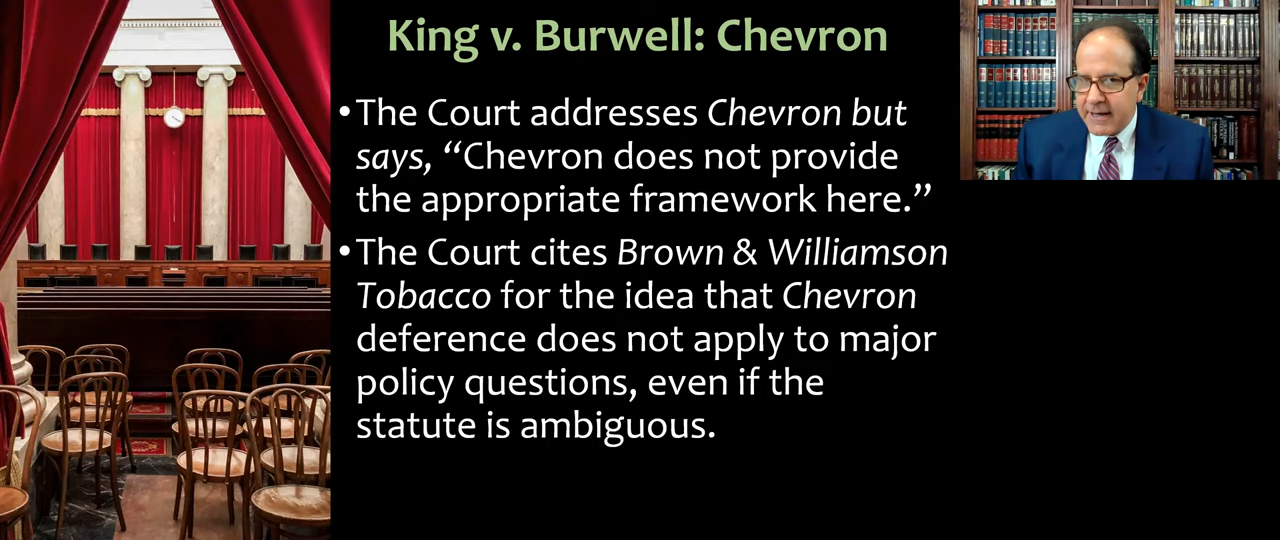 King v. Burwell: Chevron
•The Court addresses Chevron but
says, “Chevron does not provide
the appropriate framework here.”
•The Court cites Brown & Williamson
Tobacco for the idea that Chevron
deference does not apply to major
policy questions, even if the
statute is ambiguous.